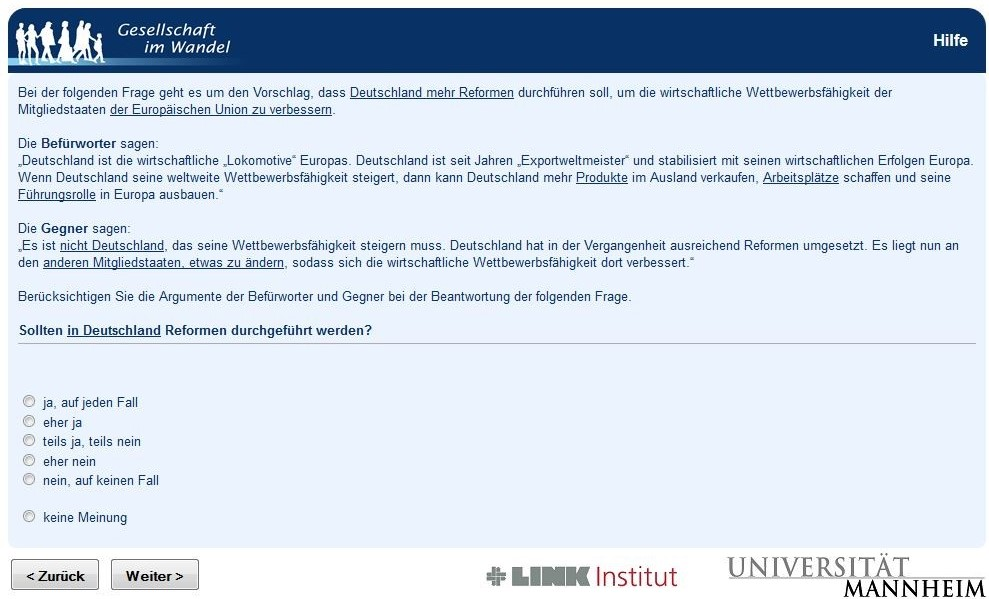 Gesellschaft
im Wandel
Hilfe
Bei der folgenden Frage geht es um den Vorschlag, dass Deutschland mehr Reformen durchführen soll, um die wirtschaftliche Wettbewerbsfähigkeit der
Mitgliedstaaten der Europäischen Union zu verbessern.
Die Befürworter sagen:
„Deutschland ist die wirtschaftliche „Lokomotive“ Europas. Deutschland ist seit Jahren „Exportweltmeister“ und stabilisiert mit seinen wirtschaftlichen Erfolgen Europa.
Wenn Deutschland seine weltweite Wettbewerbsfähigkeit steigert, dann kann Deutschland mehr Produkte im Ausland verkaufen, Arbeitsplätze schaffen und seine
Führungsrolle in Europa ausbauen.“
Die Gegner sagen:
„Es ist nicht Deutschland, das seine Wettbewerbsfähigkeit steigern muss. Deutschland hat in der Vergangenheit ausreichend Reformen umgesetzt. Es liegt nun an
den anderen Mitgliedstaaten, etwas zu ändern, sodass sich die wirtschaftliche Wettbewerbsfähigkeit dort verbessert.“
Berücksichtigen Sie die Argumente der Befürworter und Gegner bei der Beantwortung der folgenden Frage.
Sollten in Deutschland Reformen durchgeführt werden?
ja, auf jeden Fall
eher ja
teils ja, teils nein
eher nein
nein, auf keinen Fall
keine Meinung
< Zurück
Weiter >
LINK Institut
UNIVERSITÄT
MANNHEIM